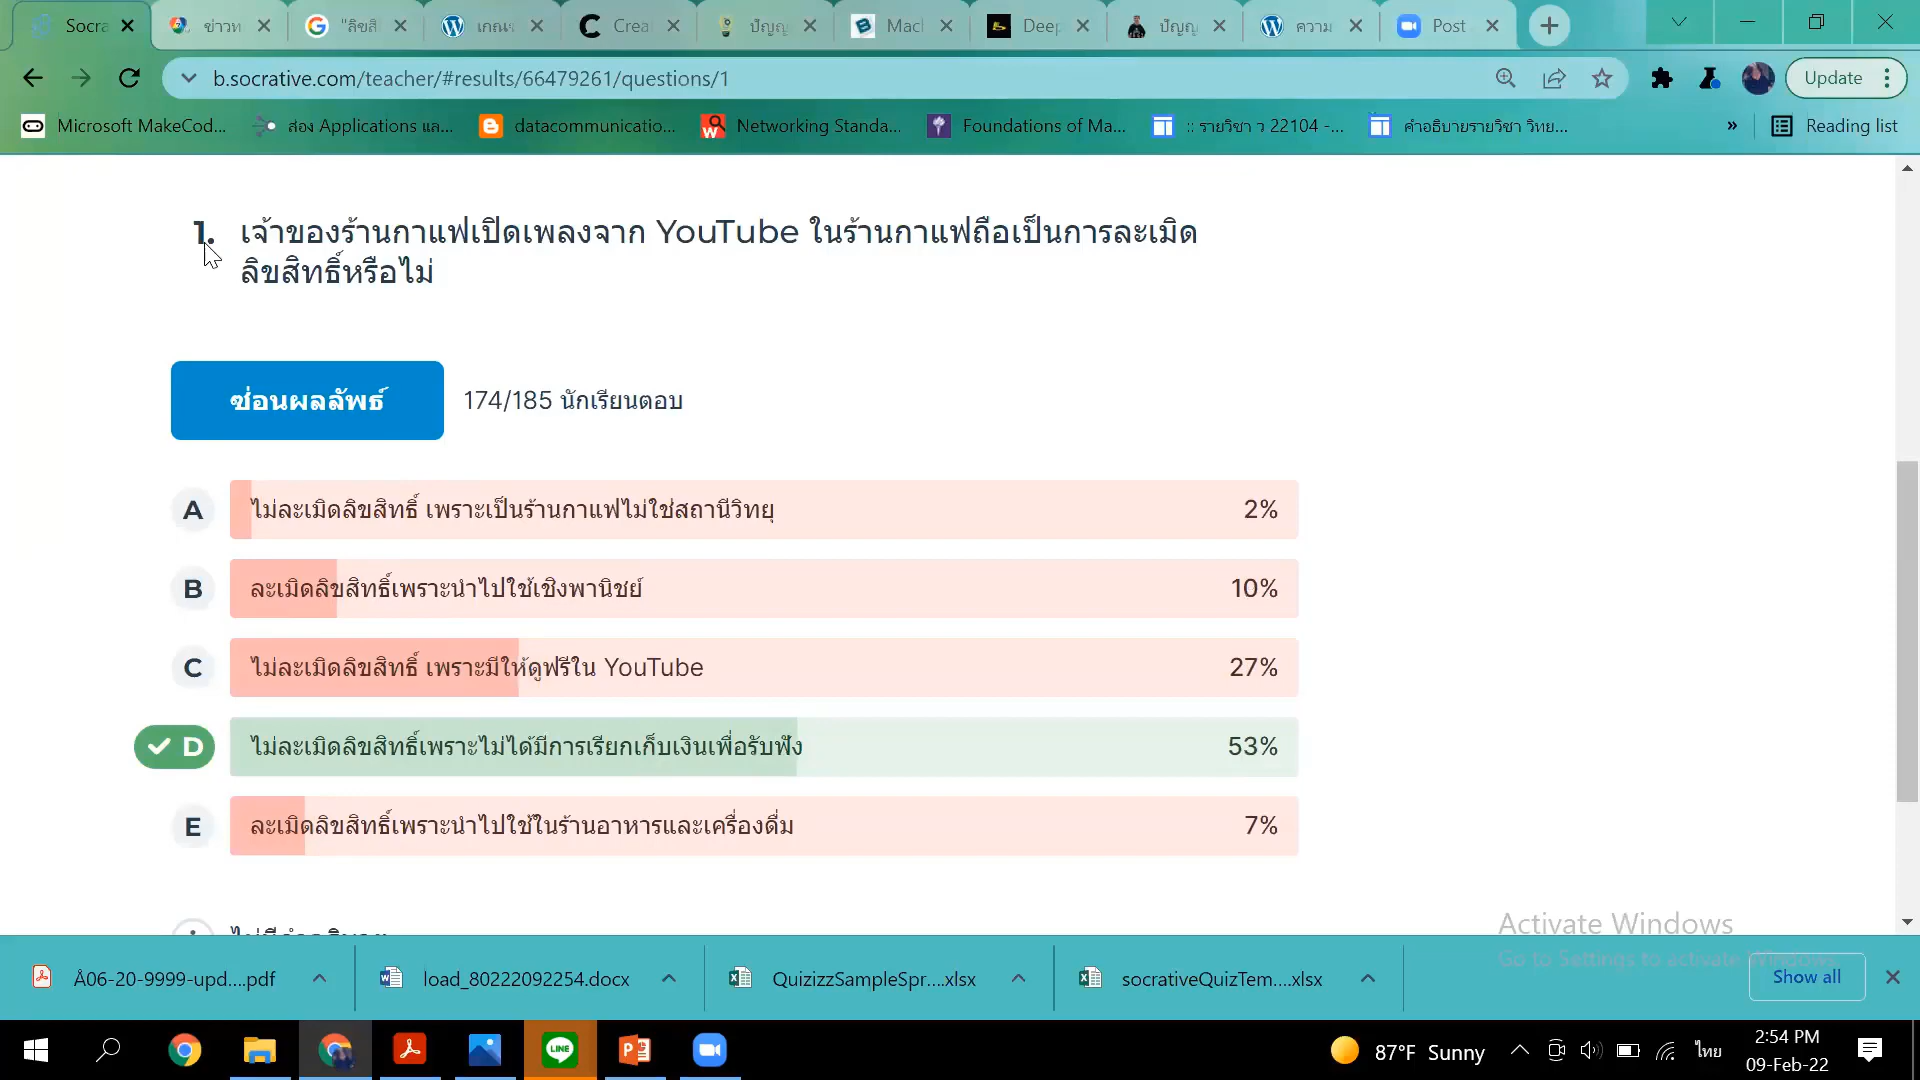 Socra
ข่าวท
"ลิขสิ
เกณฑ
Crea
ปัญญ
Macl
Deep
ปัญญ
ความ
Post
b.socrative.com/teacher/#results/66479261/questions/1
Update
Microsoft MakeCod...
ส่อง Applications แล...
datacommunicatio...
Networking Standa...
Foundations of Ma...
:: รายวิชา ว 22104 -...
คำอธิบายรายวิชา วิทย...
»
Reading list
1. เจ้าของร้านกาแฟเปิดเพลงจาก YouTube ในร้านกาแฟถือเป็นการละเมิด
ลิขสิทธิ์หรือไม่
ซ่อนผลลัพธ์
174/185 นักเรียนตอบ
A ไม่ละเมิดลิขสิทธิ์ เพราะเป็นร้านกาแฟไม่ใช่สถานีวิทยุ 2%
B ละเมิดลิขสิทธิ์เพราะนำไปใช้เชิงพานิชย์ 10%
C ไม่ละเมิดลิขสิทธิ์ เพราะมีให้ดูฟรีใน YouTube 27%
D ไม่ละเมิดลิขสิทธิ์เพราะไม่ได้มีการเรียกเก็บเงินเพื่อรับฟัง 53%
E ละเมิดลิขสิทธิ์เพราะนำไปใช้ในร้านอาหารและเครื่องดื่ม 7%
Activate Windows
Go to Settings to activate Windows.
Å06-20-9999-upd....pdf
load_80222092254.docx
QuizizzSampleSpr....xlsx
socrativeQuizTem....xlsx
Show all
87°F Sunny
ไทย
2:54 PM
09-Feb-22